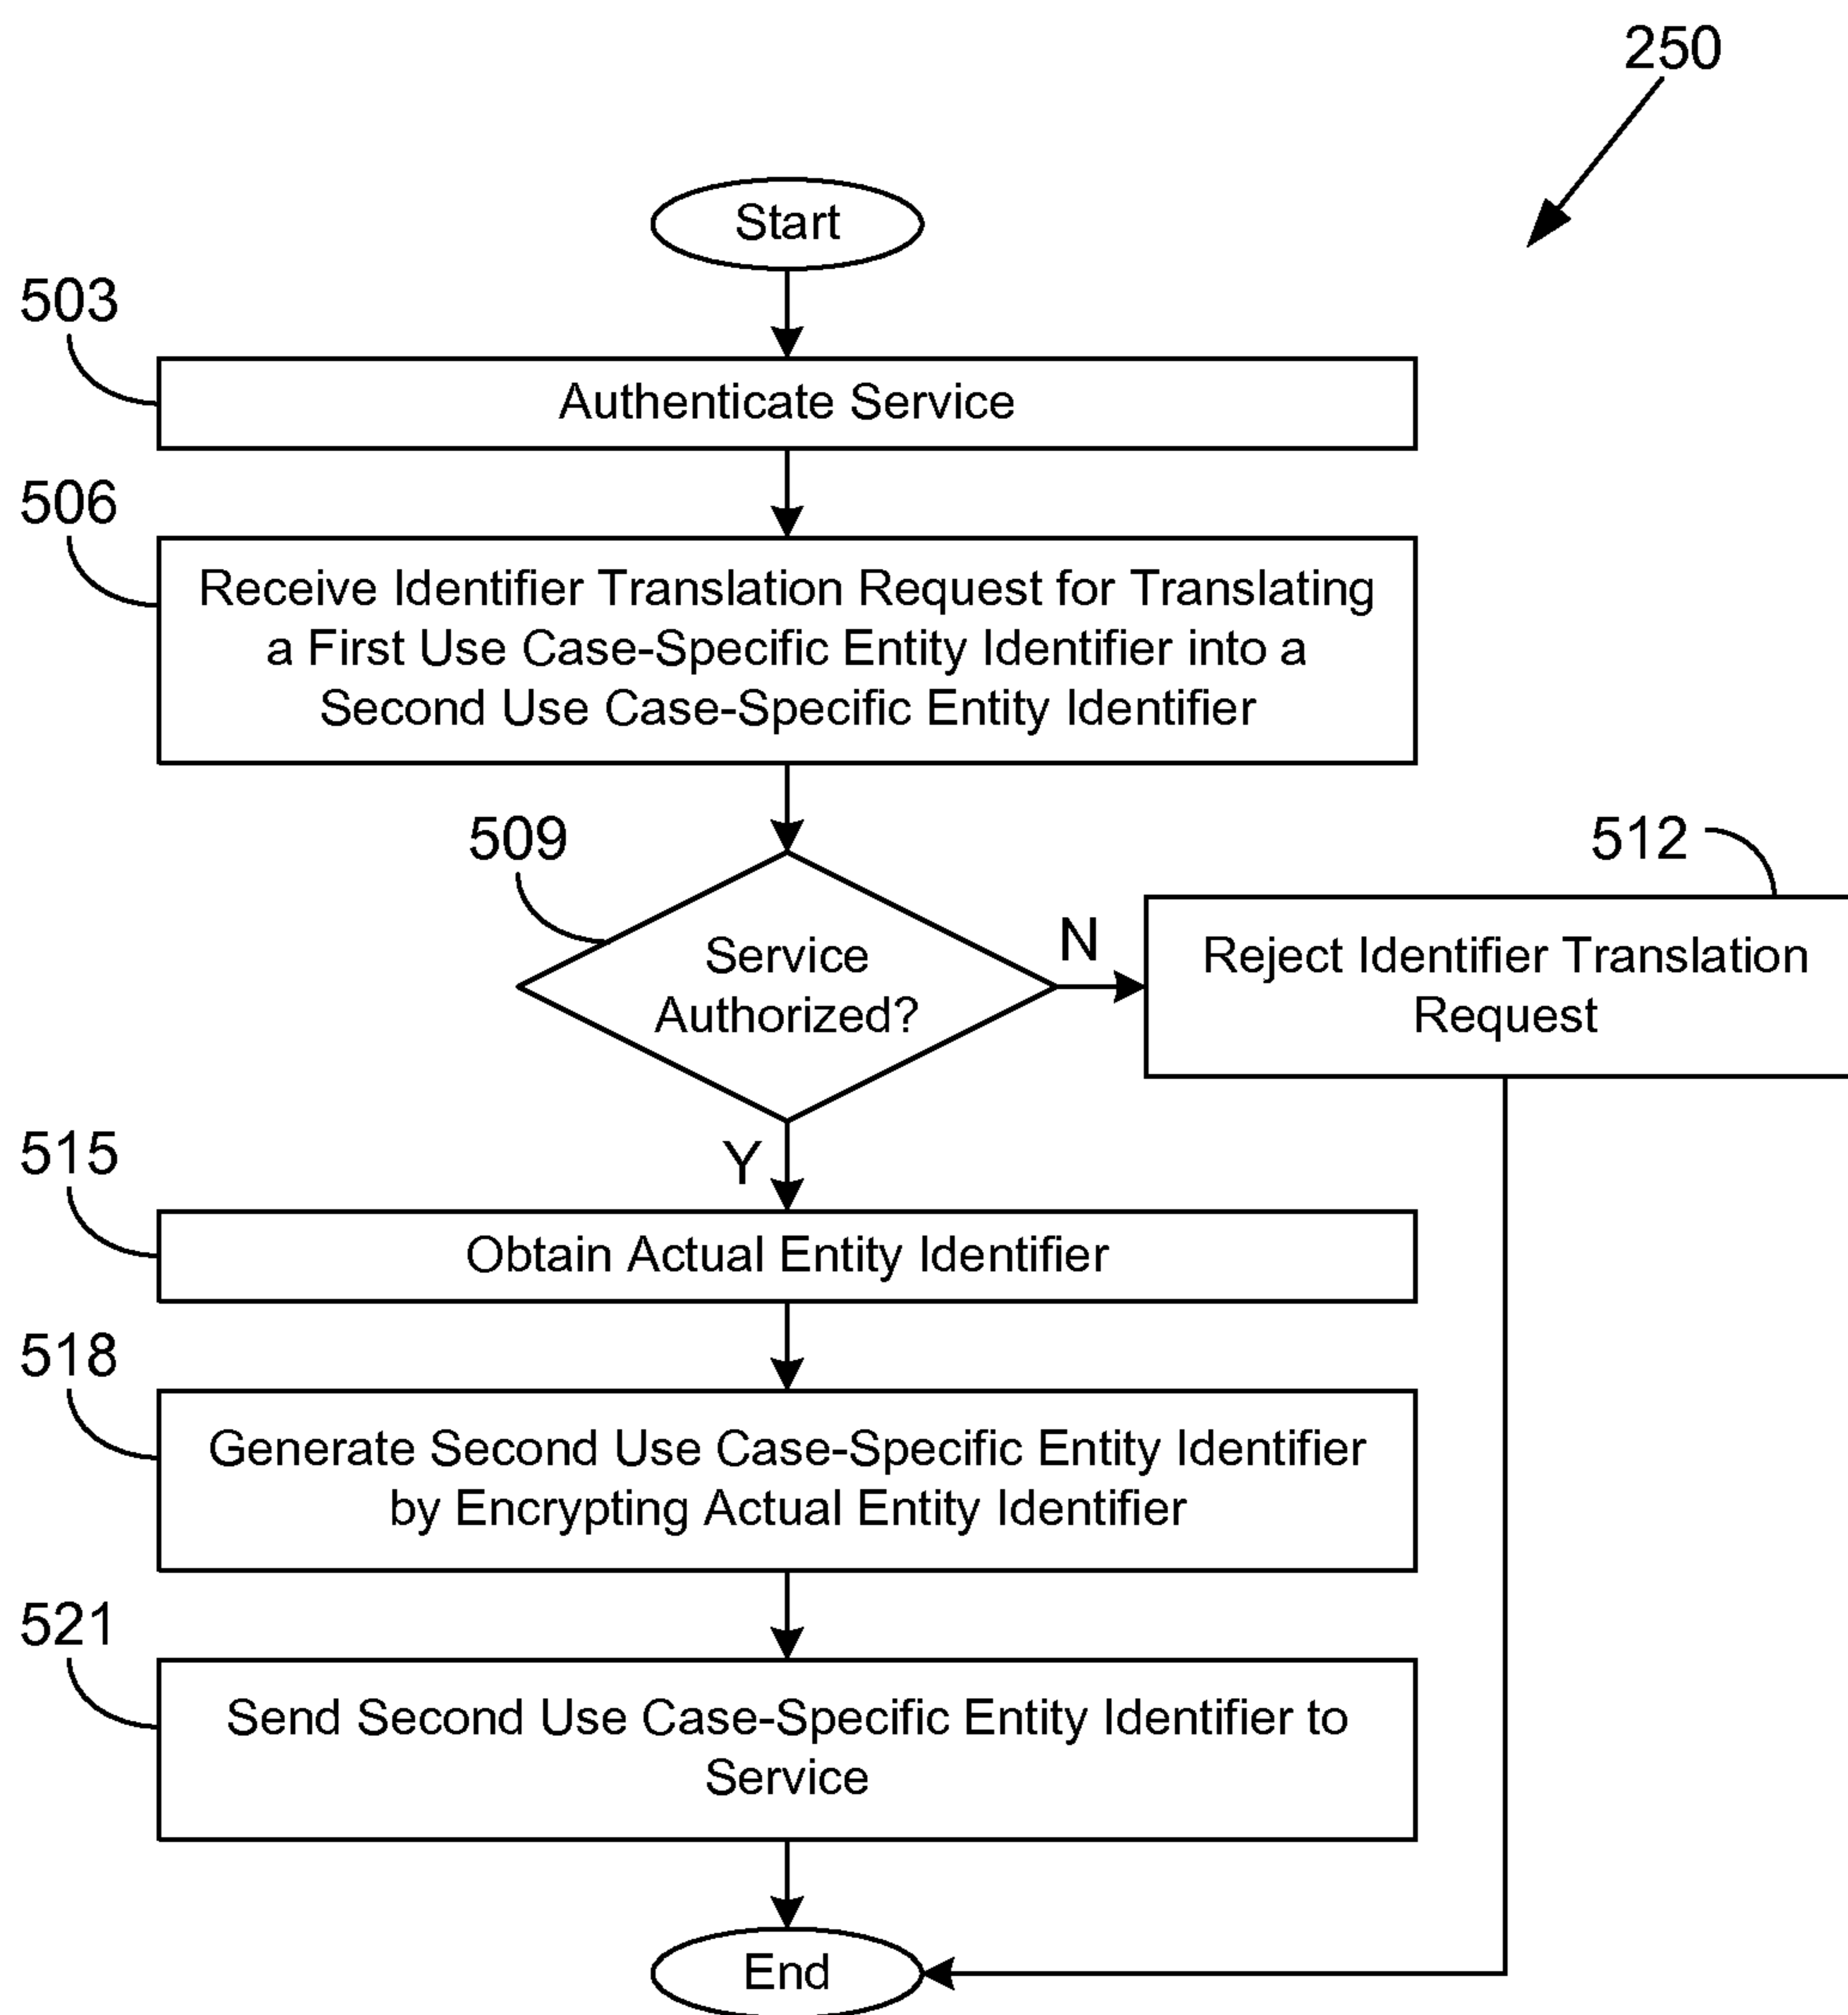 250
Start
503
Authenticate Service
506
Receive Identifier Translation Request for Translating
a First Use Case-Specific Entity Identifier into a
Second Use Case-Specific Entity Identifier
509
Service
Authorized?
N
512
Reject Identifier Translation
Request
Y
515
Obtain Actual Entity Identifier
518
Generate Second Use Case-Specific Entity Identifier
by Encrypting Actual Entity Identifier
521
Send Second Use Case-Specific Entity Identifier to
Service
End